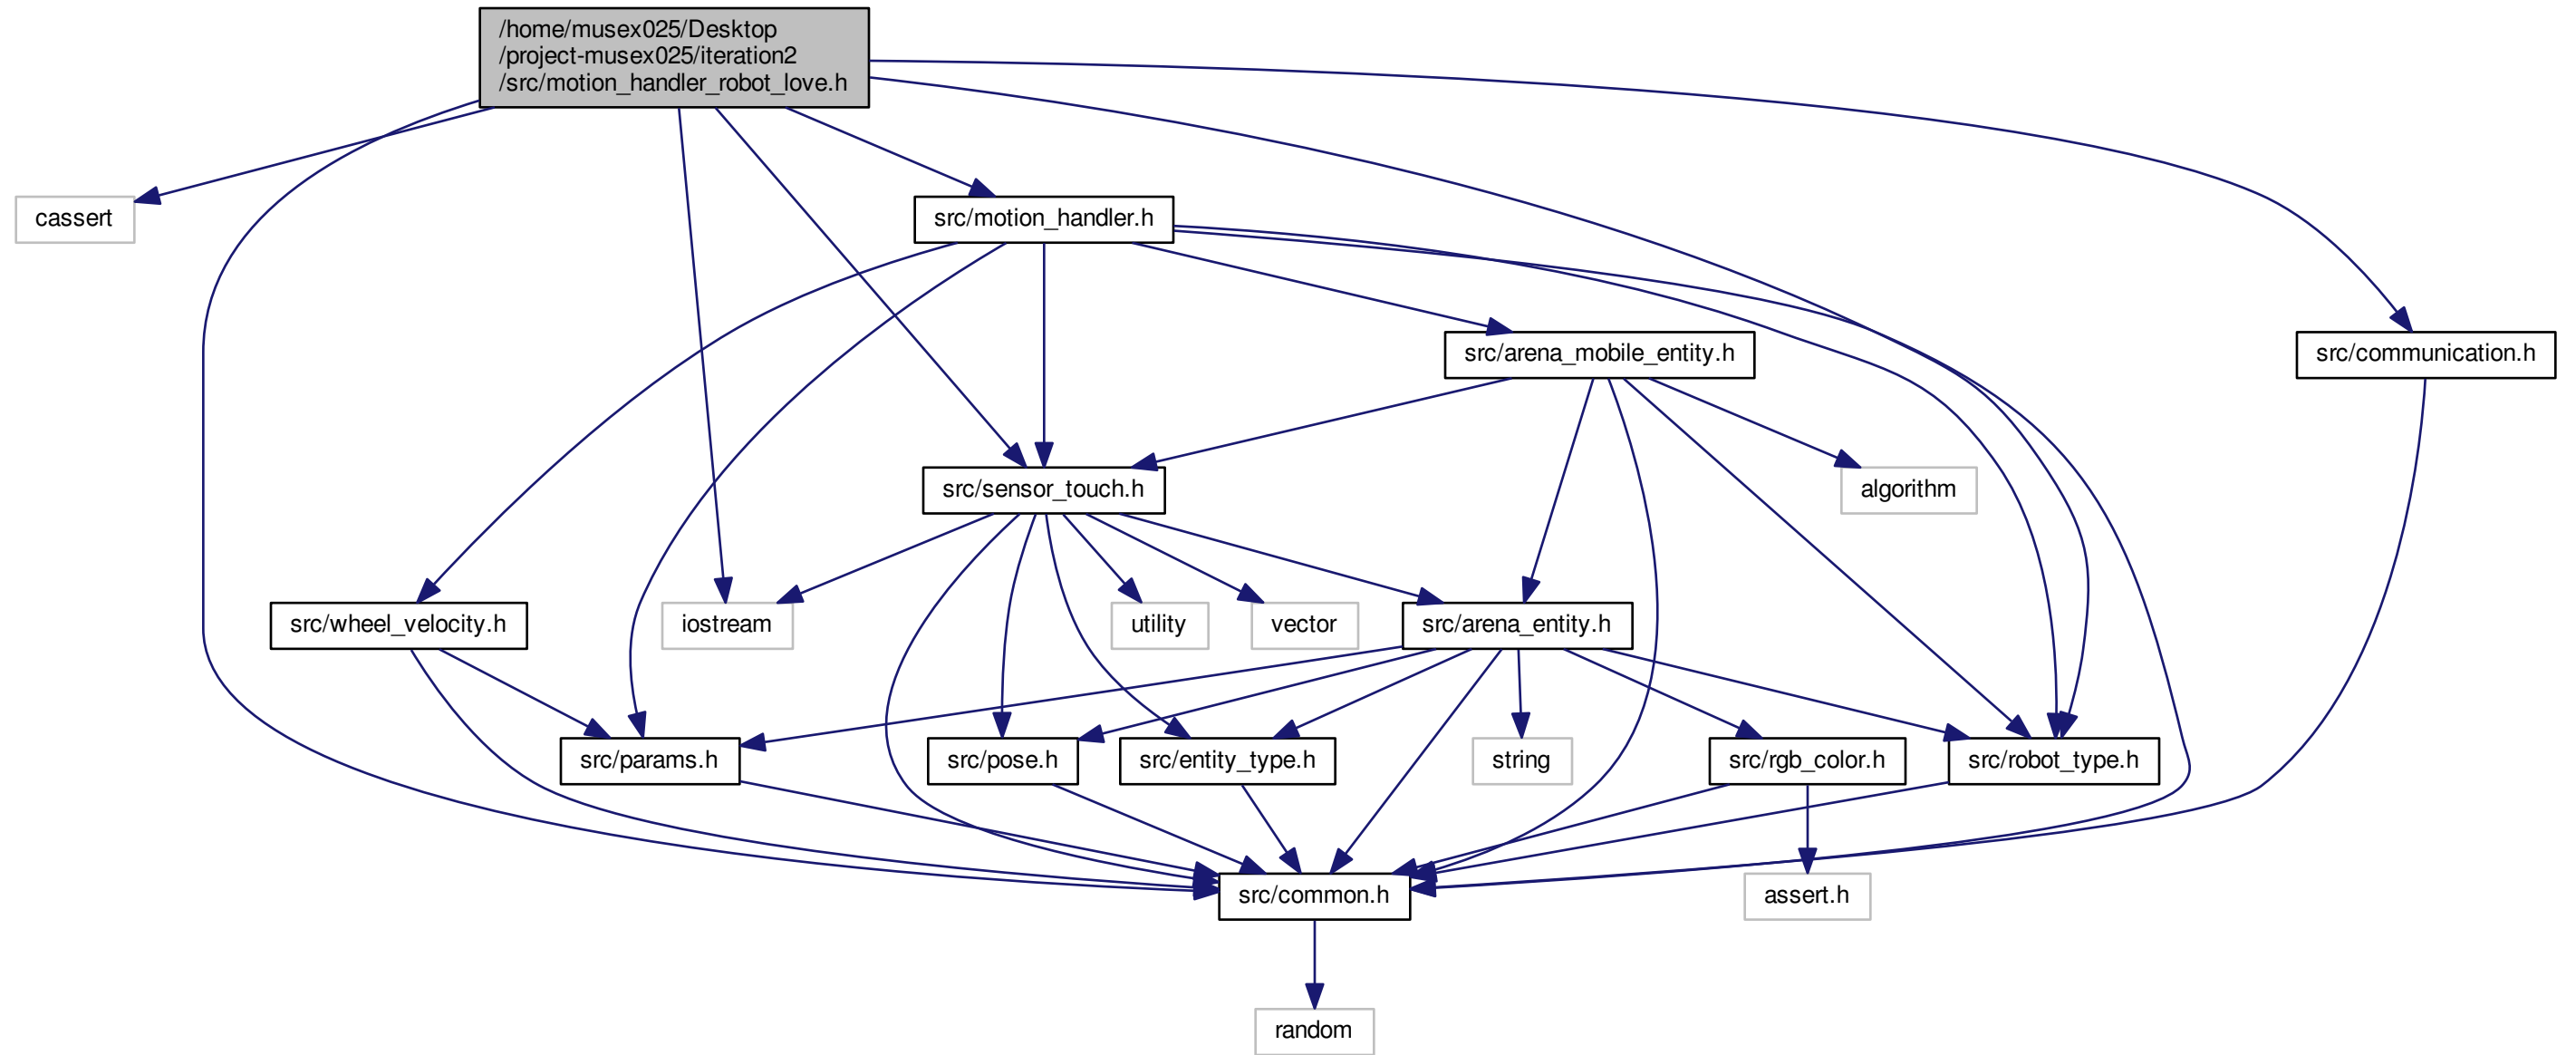 /home/musex025/Desktop
/project-musex025/iteration2
/src/motion_handler_robot_love.h
cassert
src/motion_handler.h
src/arena_mobile_entity.h
src/communication.h
src/sensor_touch.h
algorithm
src/wheel_velocity.h
iostream
utility
vector
src/arena_entity.h
src/params.h
src/pose.h
src/entity_type.h
string
src/rgb_color.h
src/robot_type.h
src/common.h
assert.h
random